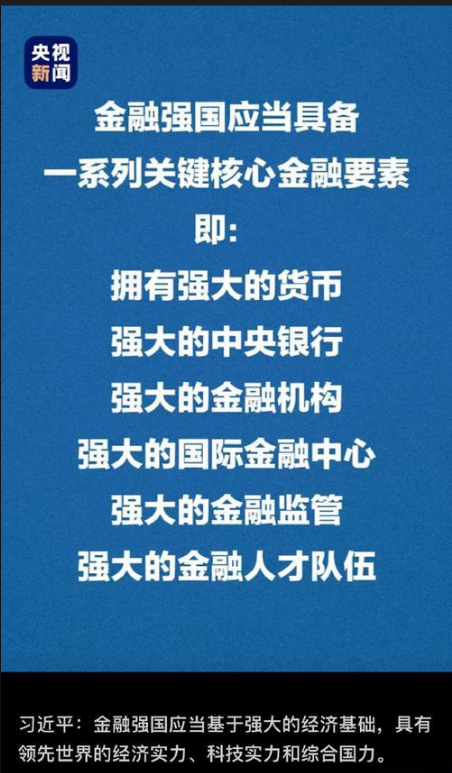 央视
新闻
金融强国应当具备
一系列关键核心金融要素
即：
拥有强大的货币
强大的中央银行
强大的金融机构
强大的国际金融中心
强大的金融监管
强大的金融人才队伍
习近平：金融强国应当基于强大的经济基础，具有
领先世界的经济实力、科技实力和综合国力。